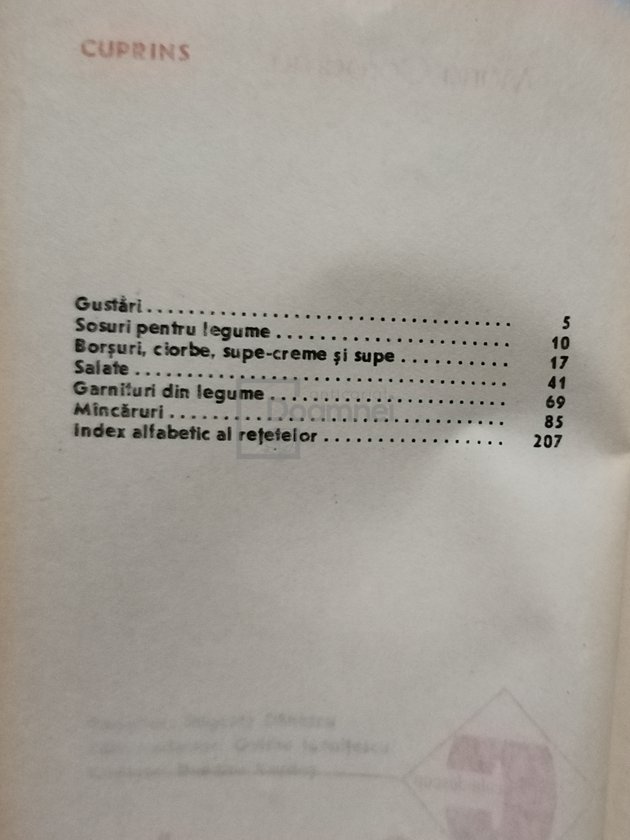 CUPRINS
Gustări 5
Sosuri pentru legume 10
Borșuri, ciorbe, supe-creme și supe 17
Salate 41
Garnituri din legume 69
Mîncăruri 85
Index alfabetic al rețetelor 207